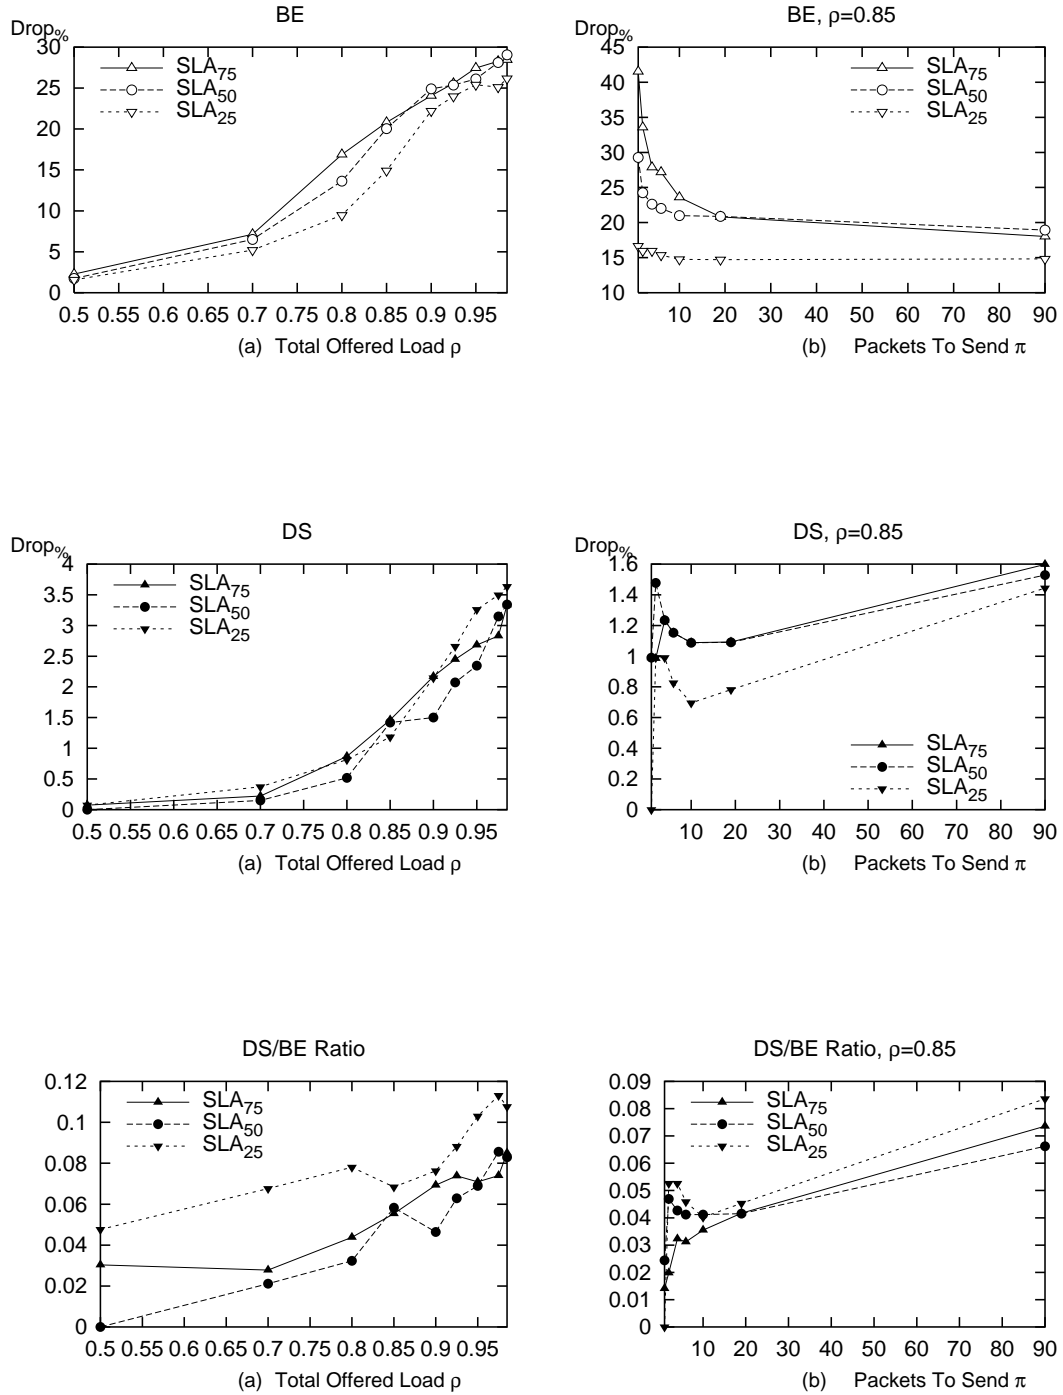 BE
Drop%
30
25
20
15
10
5
0
SLA75
SLA50
SLA25
0.5 0.55 0.6 0.65 0.7 0.75 0.8 0.85 0.9 0.95
(a) Total Offered Load ρ
BE, ρ=0.85
Drop%
45
40
35
30
25
20
15
10
SLA75
SLA50
SLA25
10 20 30 40 50 60 70 80 90
(b) Packets To Send π
DS
Drop%
4
3.5
3
2.5
2
1.5
1
0.5
0
SLA75
SLA50
SLA25
0.5 0.55 0.6 0.65 0.7 0.75 0.8 0.85 0.9 0.95
(a) Total Offered Load ρ
DS, ρ=0.85
Drop%
1.6
1.4
1.2
1
0.8
0.6
0.4
0.2
0
SLA75
SLA50
SLA25
10 20 30 40 50 60 70 80 90
(b) Packets To Send π
DS/BE Ratio
0.12
0.1
0.08
0.06
0.04
0.02
0
SLA75
SLA50
SLA25
0.5 0.55 0.6 0.65 0.7 0.75 0.8 0.85 0.9 0.95
(a) Total Offered Load ρ
DS/BE Ratio, ρ=0.85
0.09
0.08
0.07
0.06
0.05
0.04
0.03
0.02
0.01
0
SLA75
SLA50
SLA25
10 20 30 40 50 60 70 80 90
(b) Packets To Send π